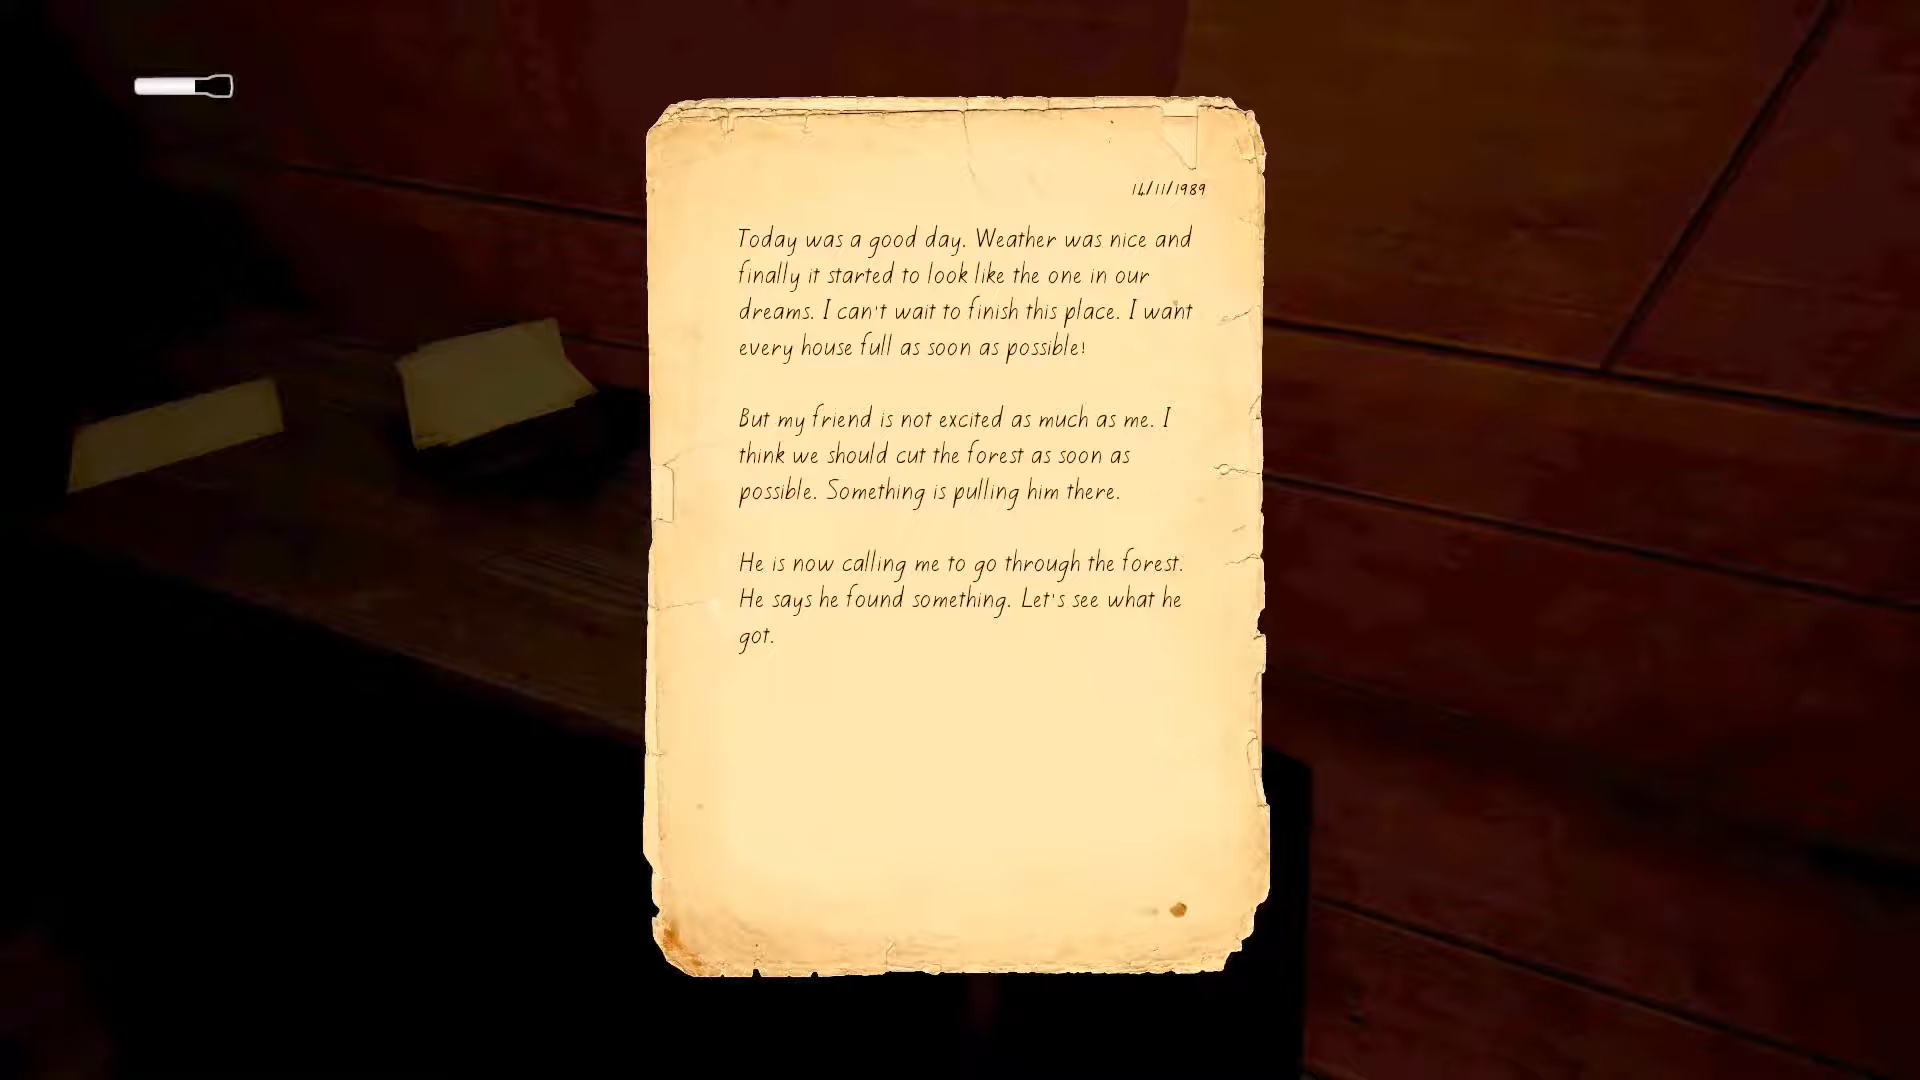 14/11/1989
Today was a good day. Weather was nice and
finally it started to look like the one in our
dreams. I can't wait to finish this place. I want
every house full as soon as possible!
But my friend is not excited as much as me. I
think we should cut the forest as soon as
possible. Something is pulling him there.
He is now calling me to go through the forest.
He says he found something. Let's see what he
got.